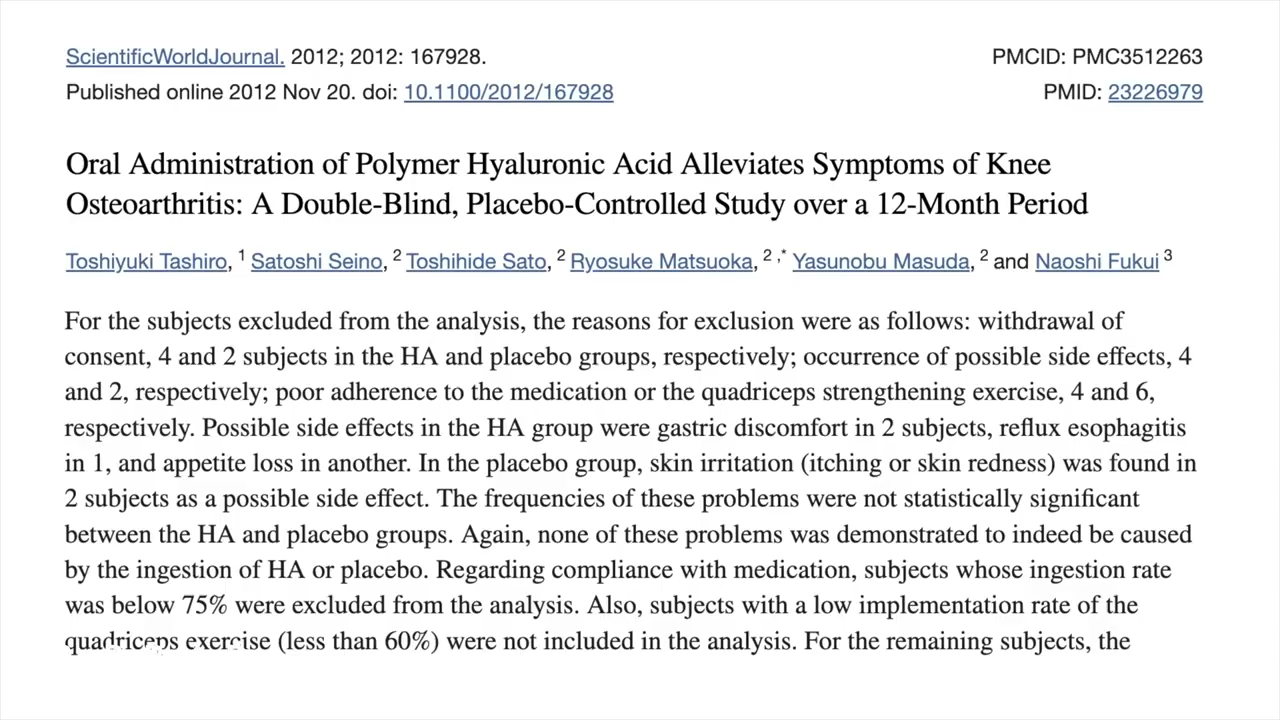 ScientificWorldJournal. 2012; 2012: 167928.
PMCID: PMC3512263
Published online 2012 Nov 20. doi: 10.1100/2012/167928
PMID: 23226979
Oral Administration of Polymer Hyaluronic Acid Alleviates Symptoms of Knee
Osteoarthritis: A Double-Blind, Placebo-Controlled Study over a 12-Month Period
Toshiyuki Tashiro, 1 Satoshi Seino, 2 Toshihide Sato, 2 Ryosuke Matsuoka, 2 ,* Yasunobu Masuda, 2 and Naoshi Fukui 3
For the subjects excluded from the analysis, the reasons for exclusion were as follows: withdrawal of
consent, 4 and 2 subjects in the HA and placebo groups, respectively; occurrence of possible side effects, 4
and 2, respectively; poor adherence to the medication or the quadriceps strengthening exercise, 4 and 6,
respectively. Possible side effects in the HA group were gastric discomfort in 2 subjects, reflux esophagitis
in 1, and appetite loss in another. In the placebo group, skin irritation (itching or skin redness) was found in
2 subjects as a possible side effect. The frequencies of these problems were not statistically significant
between the HA and placebo groups. Again, none of these problems was demonstrated to indeed be caused
by the ingestion of HA or placebo. Regarding compliance with medication, subjects whose ingestion rate
was below 75% were excluded from the analysis. Also, subjects with a low implementation rate of the
quadriceps exercise (less than 60%) were not included in the analysis. For the remaining subjects, the